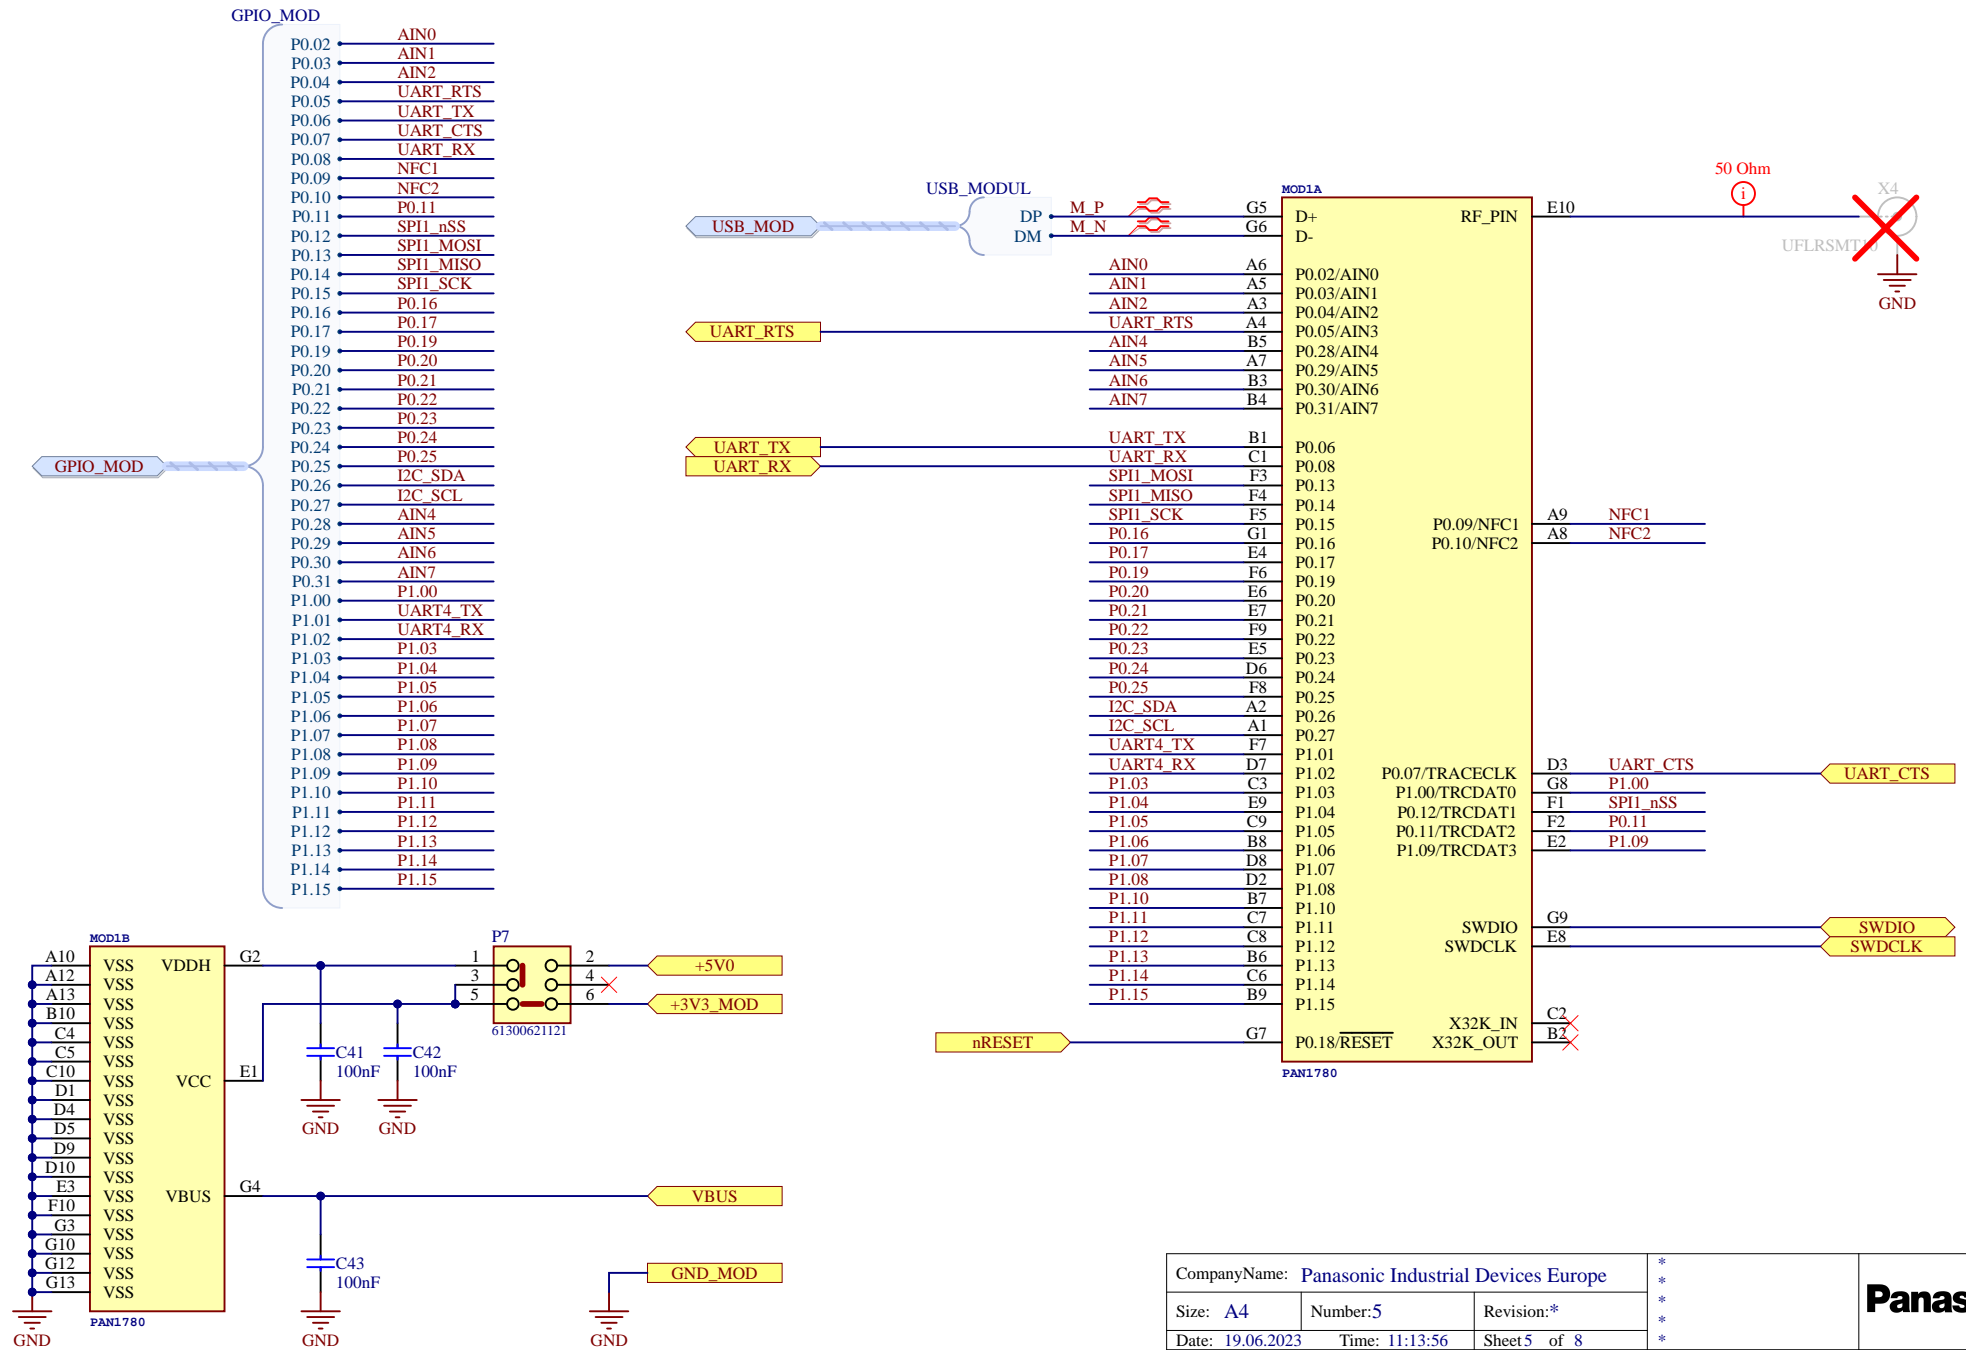 GPIO_MOD
P0.02 AIN0
P0.03 AIN1
P0.04 AIN2
P0.05 UART_RTS
P0.06 UART_TX
P0.07 UART_CTS
P0.08 UART_RX
P0.09 NFC1
P0.10 NFC2
P0.11 P0.11
P0.12 SPI1_nSS
P0.13 SPI1_MOSI
P0.14 SPI1_MISO
P0.15 SPI1_SCK
P0.16 P0.16
P0.17 P0.17
P0.19 P0.19
P0.20 P0.20
P0.21 P0.21
P0.22 P0.22
P0.23 P0.23
P0.24 P0.24
P0.25 P0.25
P0.26 I2C_SDA
P0.27 I2C_SCL
P0.28 AIN4
P0.29 AIN5
P0.30 AIN6
P0.31 AIN7
P1.00 P1.00
P1.01 UART4_TX
P1.02 UART4_RX
P1.03 P1.03
P1.04 P1.04
P1.05 P1.05
P1.06 P1.06
P1.07 P1.07
P1.08 P1.08
P1.09 P1.09
P1.10 P1.10
P1.11 P1.11
P1.12 P1.12
P1.13 P1.13
P1.14 P1.14
P1.15 P1.15
GPIO_MOD
USB_MODUL
USB_MOD
DP M_P
DM M_N
MOD1A
G5 D+
G6 D-
AIN0 A6 P0.02/AIN0
AIN1 A5 P0.03/AIN1
AIN2 A3 P0.04/AIN2
UART_RTS UART_RTS A4 P0.05/AIN3
AIN4 B5 P0.28/AIN4
AIN5 A7 P0.29/AIN5
AIN6 B3 P0.30/AIN6
AIN7 B4 P0.31/AIN7
UART_TX UART_TX B1 P0.06
UART_RX UART_RX C1 P0.08
SPI1_MOSI F3 P0.13
SPI1_MISO F4 P0.14
SPI1_SCK F5 P0.15
P0.16 G1 P0.16
P0.17 E4 P0.17
P0.19 F6 P0.19
P0.20 E6 P0.20
P0.21 E7 P0.21
P0.22 F9 P0.22
P0.23 E5 P0.23
P0.24 D6 P0.24
P0.25 F8 P0.25
I2C_SDA A2 P0.26
I2C_SCL A1 P0.27
UART4_TX F7 P1.01
UART4_RX D7 P1.02
P1.03 C3 P1.03
P1.04 E9 P1.04
P1.05 C9 P1.05
P1.06 B8 P1.06
P1.07 D8 P1.07
P1.08 D2 P1.08
P1.10 B7 P1.10
P1.11 C7 P1.11
P1.12 C8 P1.12
P1.13 B6 P1.13
P1.14 C6 P1.14
P1.15 B9 P1.15
nRESET G7 P0.18/RESET
PAN1780
RF_PIN E10
50 Ohm
i
X4
GND
P0.09/NFC1 A9 NFC1
P0.10/NFC2 A8 NFC2
P0.07/TRACECLK D3 UART_CTS UART_CTS
P1.00/TRCDAT0 G8 P1.00
P0.12/TRCDAT1 F1 SPI1_nSS
P0.11/TRCDAT2 F2 P0.11
P1.09/TRCDAT3 E2 P1.09
SWDIO G9 SWDIO
SWDCLK E8 SWDCLK
X32K_IN C2
X32K_OUT B2
MOD1B
A10 VSS
A12 VSS
A13 VSS
B10 VSS
C4 VSS
C5 VSS
C10 VSS
D1 VSS
D4 VSS
D5 VSS
D9 VSS
D10 VSS
E3 VSS
F10 VSS
G3 VSS
G10 VSS
G12 VSS
G13 VSS
GND
PAN1780
VDDH G2
VCC E1
VBUS G4
P7
1 2 +5V0
3 4
5 6 +3V3_MOD
61300621121
C41
100nF
GND
C42
100nF
GND
VBUS
C43
100nF
GND
GND_MOD
GND
CompanyName: Panasonic Industrial Devices Europe
Size: A4 Number:5 Revision:*
Date: 19.06.2023 Time: 11:13:56 Sheet5 of 8
*
*
*
*
*
Panas